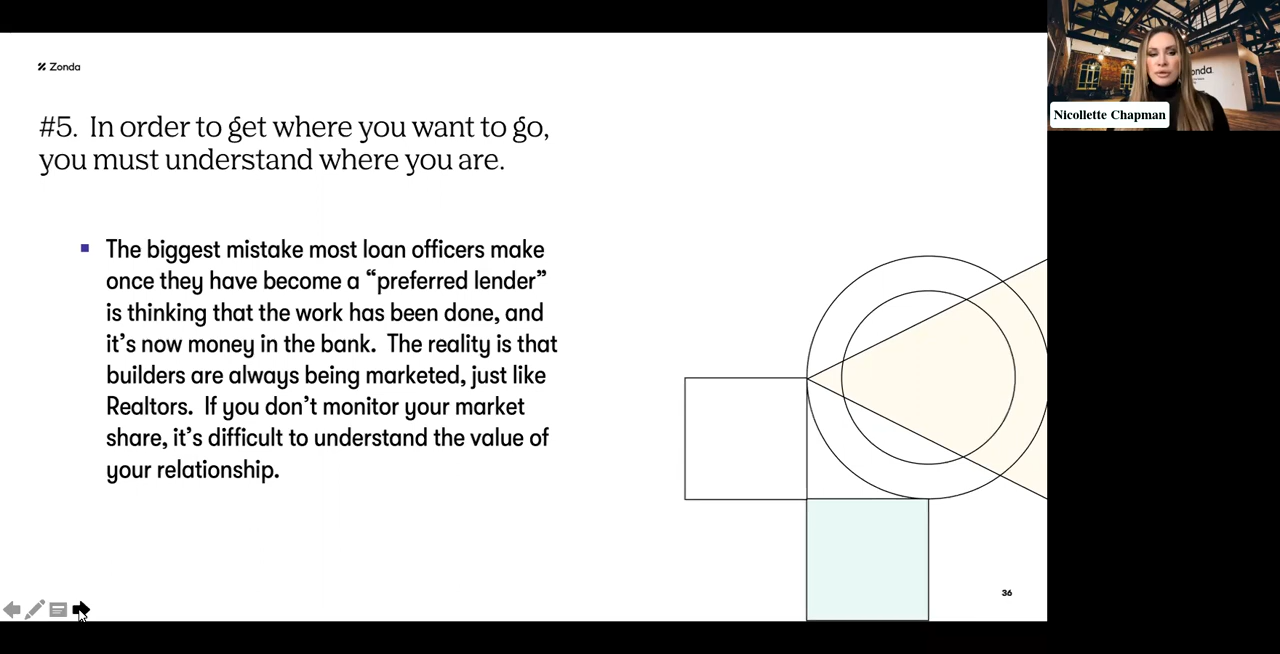 Zonda
#5. In order to get where you want to go,
you must understand where you are.
▪ The biggest mistake most loan officers make
once they have become a “preferred lender”
is thinking that the work has been done, and
it’s now money in the bank. The reality is that
builders are always being marketed, just like
Realtors. If you don’t monitor your market
share, it’s difficult to understand the value of
your relationship.
36
onda
Nicollette Chapman